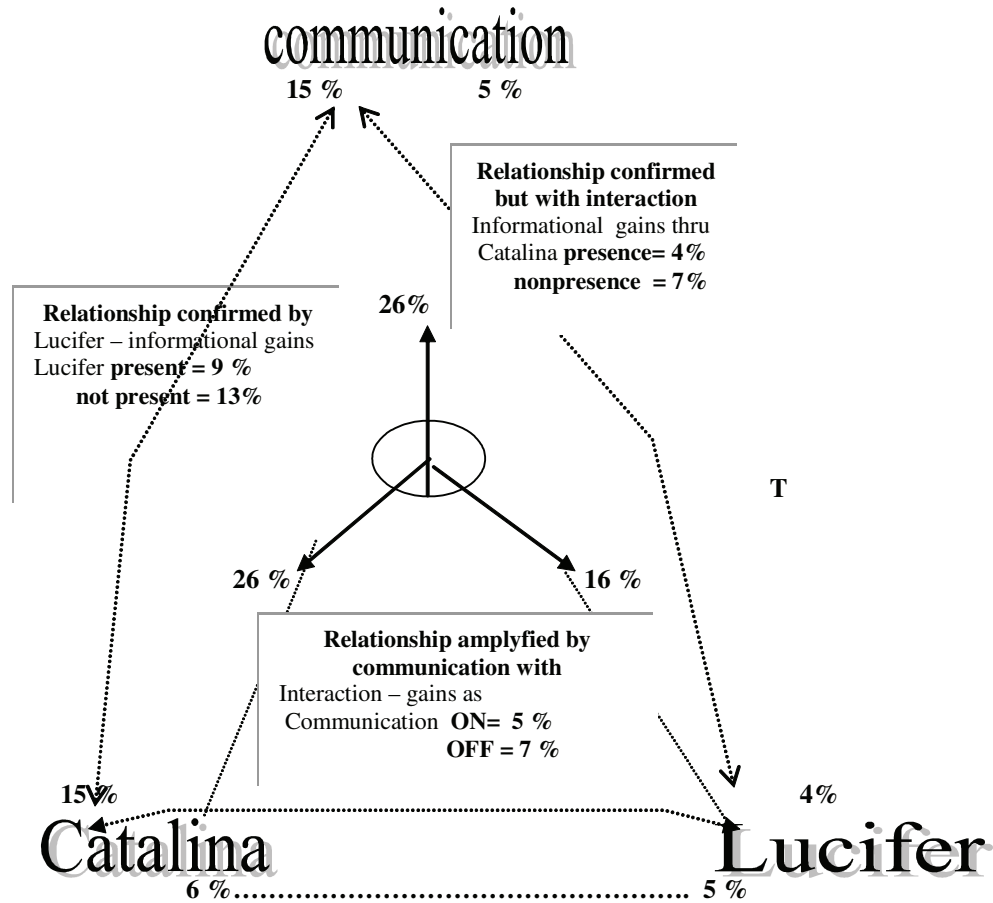 communication
15 % 5 %
Relationship confirmed
but with interaction
Informational gains thru
Catalina presence= 4%
nonpresence = 7%
Relationship confirmed by
Lucifer – informational gains
Lucifer present = 9 %
not present = 13%
26%
T
26 % 16 %
Relationship amplyfied by
communication with
Interaction – gains as
Communication ON= 5 %
OFF = 7 %
15 % 4%
Catalina Lucifer
6 % 5 %